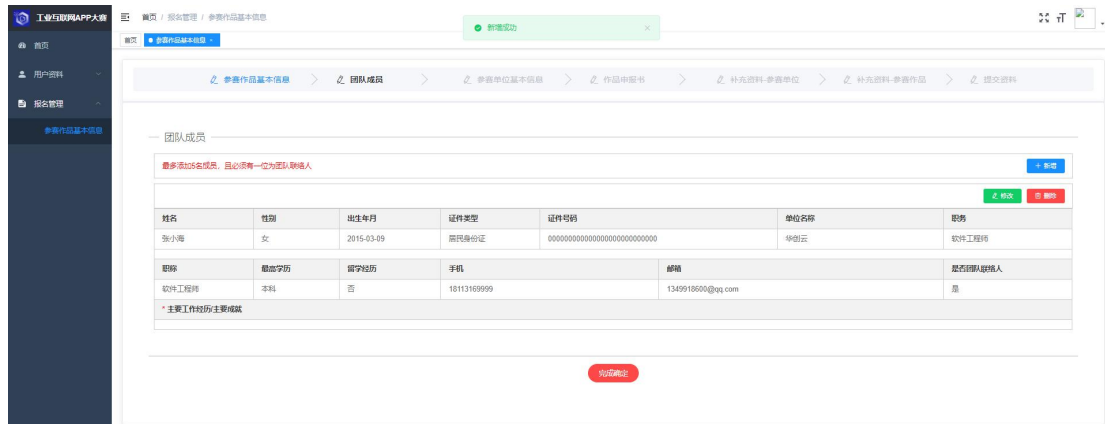 工业互联网APP大赛
首页 / 报名管理 / 参赛作品基本信息
新增成功
首页
首页
参赛作品基本信息
用户资料
报名管理
参赛作品基本信息
参赛作品基本信息
团队成员
参赛单位基本信息
作品申报书
补充资料-参赛单位
补充资料-参赛作品
提交资料
团队成员
最多添加5名成员，且必须有一位为团队联络人
+ 新增
修改
删除
姓名 性别 出生年月 证件类型 证件号码 单位名称 职务
张小海 女 2015-03-09 居民身份证 华创云 软件工程师
职称 最高学历 留学经历 手机 邮箱 是否团队联络人
软件工程师 本科 否 18113169999 1349918600@qq.com 是
* 主要工作经历/主要成就
完成确定